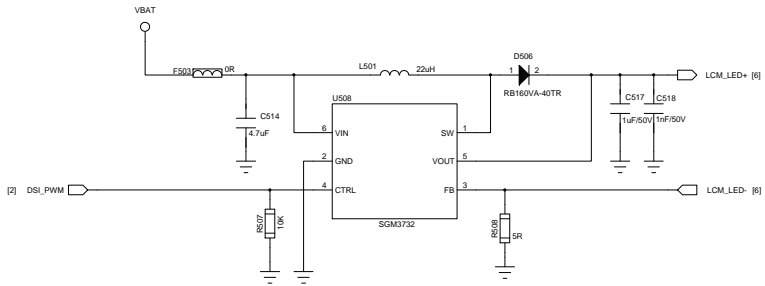 VBAT
F503
0R
L501
22uH
D506
1
2
RB160VA-40TR
LCM_LED+ [6]
C514
4.7uF
U508
6
VIN
SW
1
C517
1uF/50V
C518
1nF/50V
2
GND
VOUT
5
[2] DSI_PWM
4
CTRL
FB
3
LCM_LED- [6]
R507
10K
SGM3732
R508
5R